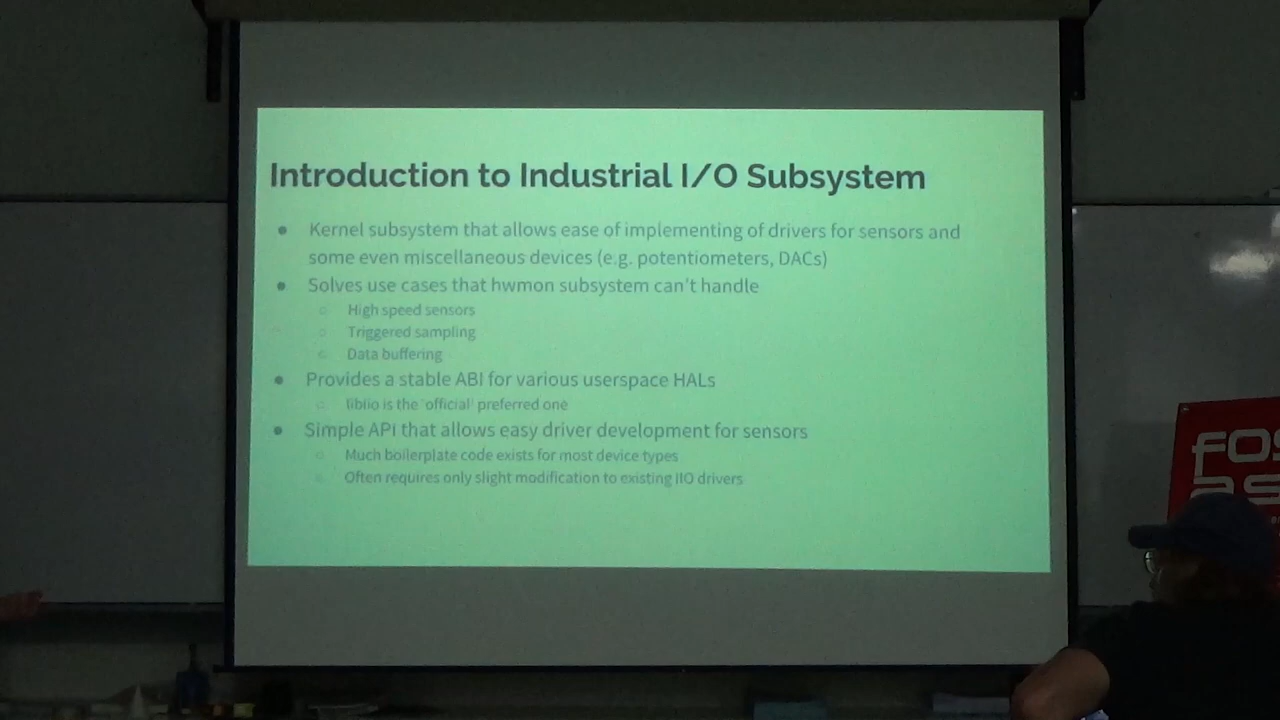 Introduction to Industrial I/O Subsystem
● Kernel subsystem that allows ease of implementing of drivers for sensors and
some even miscellaneous devices (e.g. potentiometers, DACs)
● Solves use cases that hwmon subsystem can't handle
○ High speed sensors
○ Triggered sampling
○ Data buffering
● Provides a stable ABI for various userspace HALs
○ libiio is the 'official' preferred one
● Simple API that allows easy driver development for sensors
○ Much boilerplate code exists for most device types
○ Often requires only slight modification to existing IIO drivers
FOS
AS